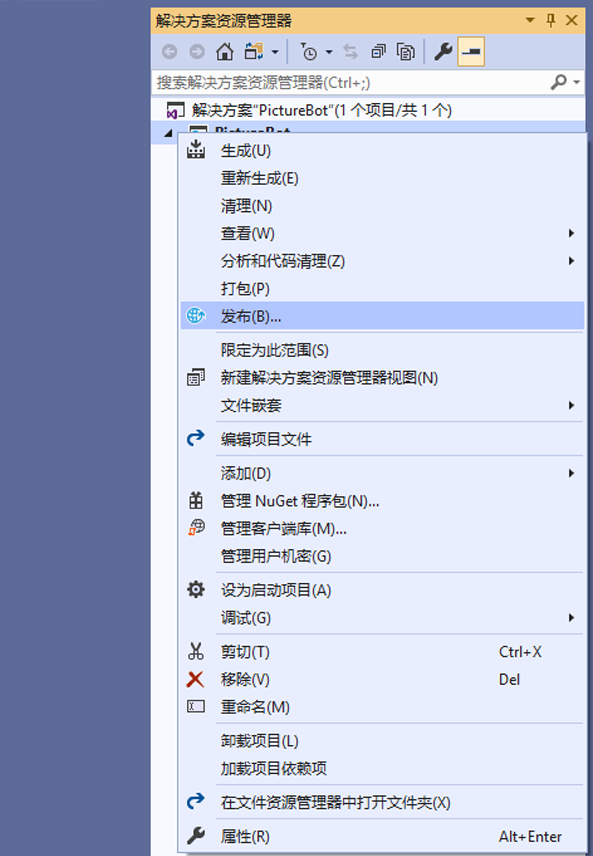 解决方案资源管理器
搜索解决方案资源管理器(Ctrl+;)
解决方案"PictureBot"(1 个项目/共 1 个)
PictureBot
生成(U)
重新生成(E)
清理(N)
查看(W)
分析和代码清理(Z)
打包(P)
发布(B)...
限定为此范围(S)
新建解决方案资源管理器视图(N)
文件嵌套
编辑项目文件
添加(D)
管理 NuGet 程序包(N)...
管理客户端库(M)...
管理用户机密(G)
设为启动项目(A)
调试(G)
剪切(T) Ctrl+X
移除(V) Del
重命名(M)
卸载项目(L)
加载项目依赖项
在文件资源管理器中打开文件夹(X)
属性(R) Alt+Enter